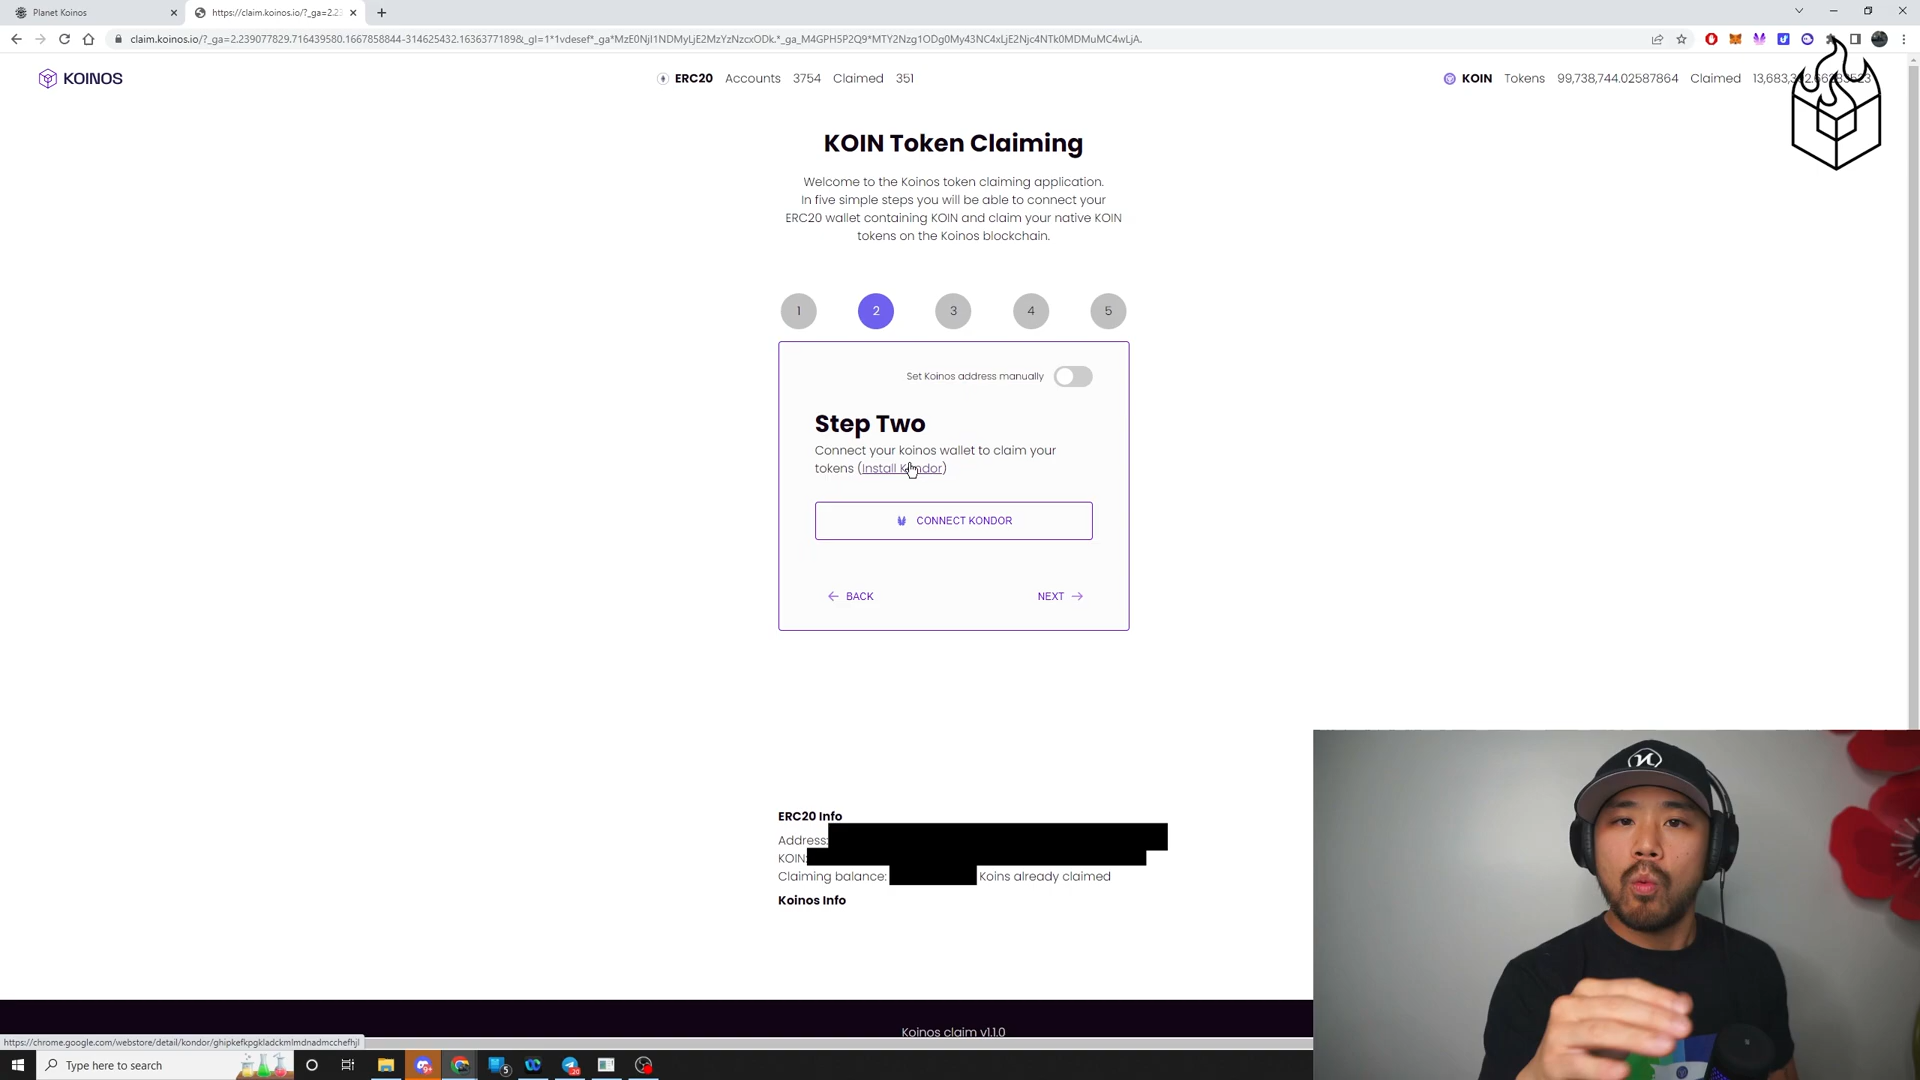 Planet Koinos
https://claim.koinos.io/?_ga=2.23
claim.koinos.io/?_ga=2.239077829.716439580.1667858844-314625432.1636377189&_gl=1*1vdesef*_ga*MzE0NjI1NDMyLjE2MzYzNzcxODk.*_ga_M4GPH5P2Q9*MTY2Nzg1ODg0My43NC4xLjE2Njc4NTk0MDMuMC4wLjA.
KOINOS
ERC20 Accounts 3754 Claimed 351
KOIN Tokens 99,738,744.02587864 Claimed
KOIN Token Claiming
Welcome to the Koinos token claiming application.
In five simple steps you will be able to connect your
ERC20 wallet containing KOIN and claim your native KOIN
tokens on the Koinos blockchain.
1 2 3 4 5
Set Koinos address manually
Step Two
Connect your koinos wallet to claim your
tokens (Install Kondor)
CONNECT KONDOR
BACK NEXT
ERC20 Info
Address:
KOIN:
Claiming balance: Koins already claimed
Koinos Info
Koinos claim v1.1.0
https://chrome.google.com/webstore/detail/kondor/ghipkefkpgkladckmlmdnadmcchefhjl
Type here to search